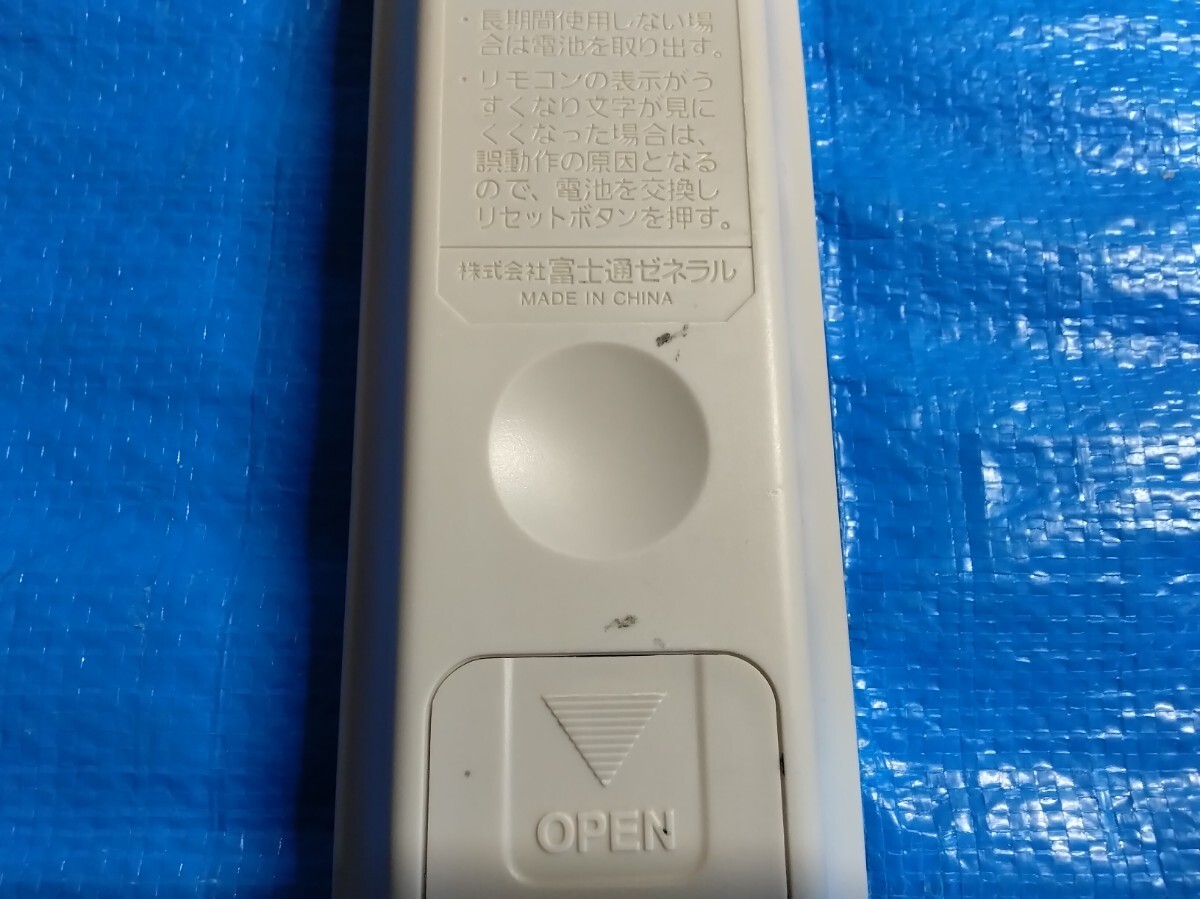 ・長期間使用しない場
合は電池を取り出す。
・リモコンの表示がう
すくなり文字が見に
くくなった場合は、
誤動作の原因となる
ので、電池を交換し
リセットボタンを押す。
株式会社富士通ゼネラル
MADE IN CHINA
OPEN